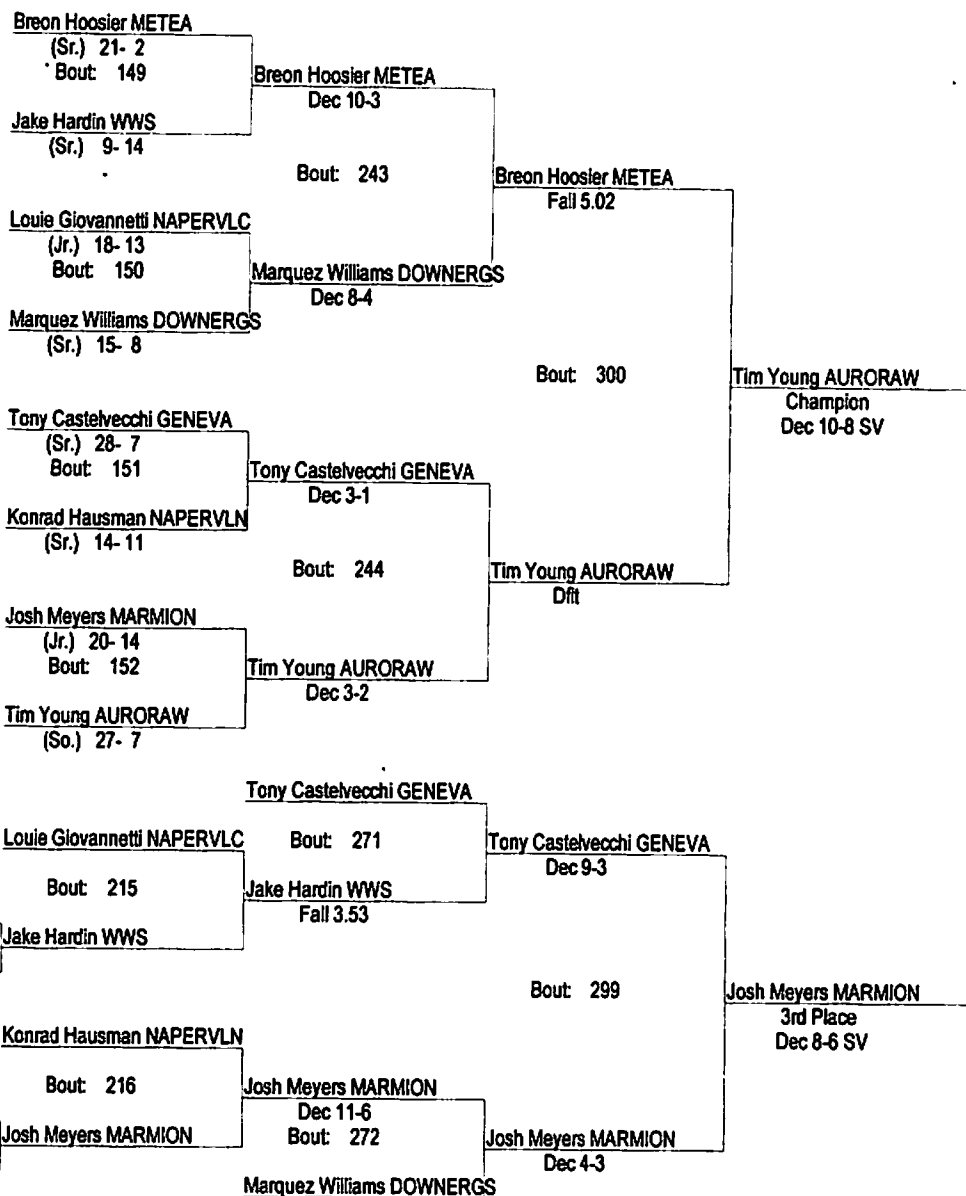 Breon Hoosier METEA
(Sr.) 21- 2
Bout: 149
Breon Hoosier METEA
Dec 10-3
Jake Hardin WWS
(Sr.) 9- 14
Bout: 243
Breon Hoosier METEA
Fall 5.02
Louie Giovannetti NAPERVLC
(Jr.) 18- 13
Bout: 150
Marquez Williams DOWNERGS
Dec 8-4
Marquez Williams DOWNERGS
(Sr.) 15- 8
Bout: 300
Tim Young AURORAW
Champion
Dec 10-8 SV
Tony Castelvecchi GENEVA
(Sr.) 28- 7
Bout: 151
Tony Castelvecchi GENEVA
Dec 3-1
Konrad Hausman NAPERVLN
(Sr.) 14- 11
Bout: 244
Tim Young AURORAW
Dflt
Josh Meyers MARMION
(Jr.) 20- 14
Bout: 152
Tim Young AURORAW
Dec 3-2
Tim Young AURORAW
(So.) 27- 7
Tony Castelvecchi GENEVA
Louie Giovannetti NAPERVLC
Bout: 271
Tony Castelvecchi GENEVA
Dec 9-3
Bout: 215
Jake Hardin WWS
Fall 3.53
Jake Hardin WWS
Bout: 299
Josh Meyers MARMION
3rd Place
Dec 8-6 SV
Konrad Hausman NAPERVLN
Bout: 216
Josh Meyers MARMION
Dec 11-6
Bout: 272
Josh Meyers MARMION
Josh Meyers MARMION
Dec 4-3
Marquez Williams DOWNERGS